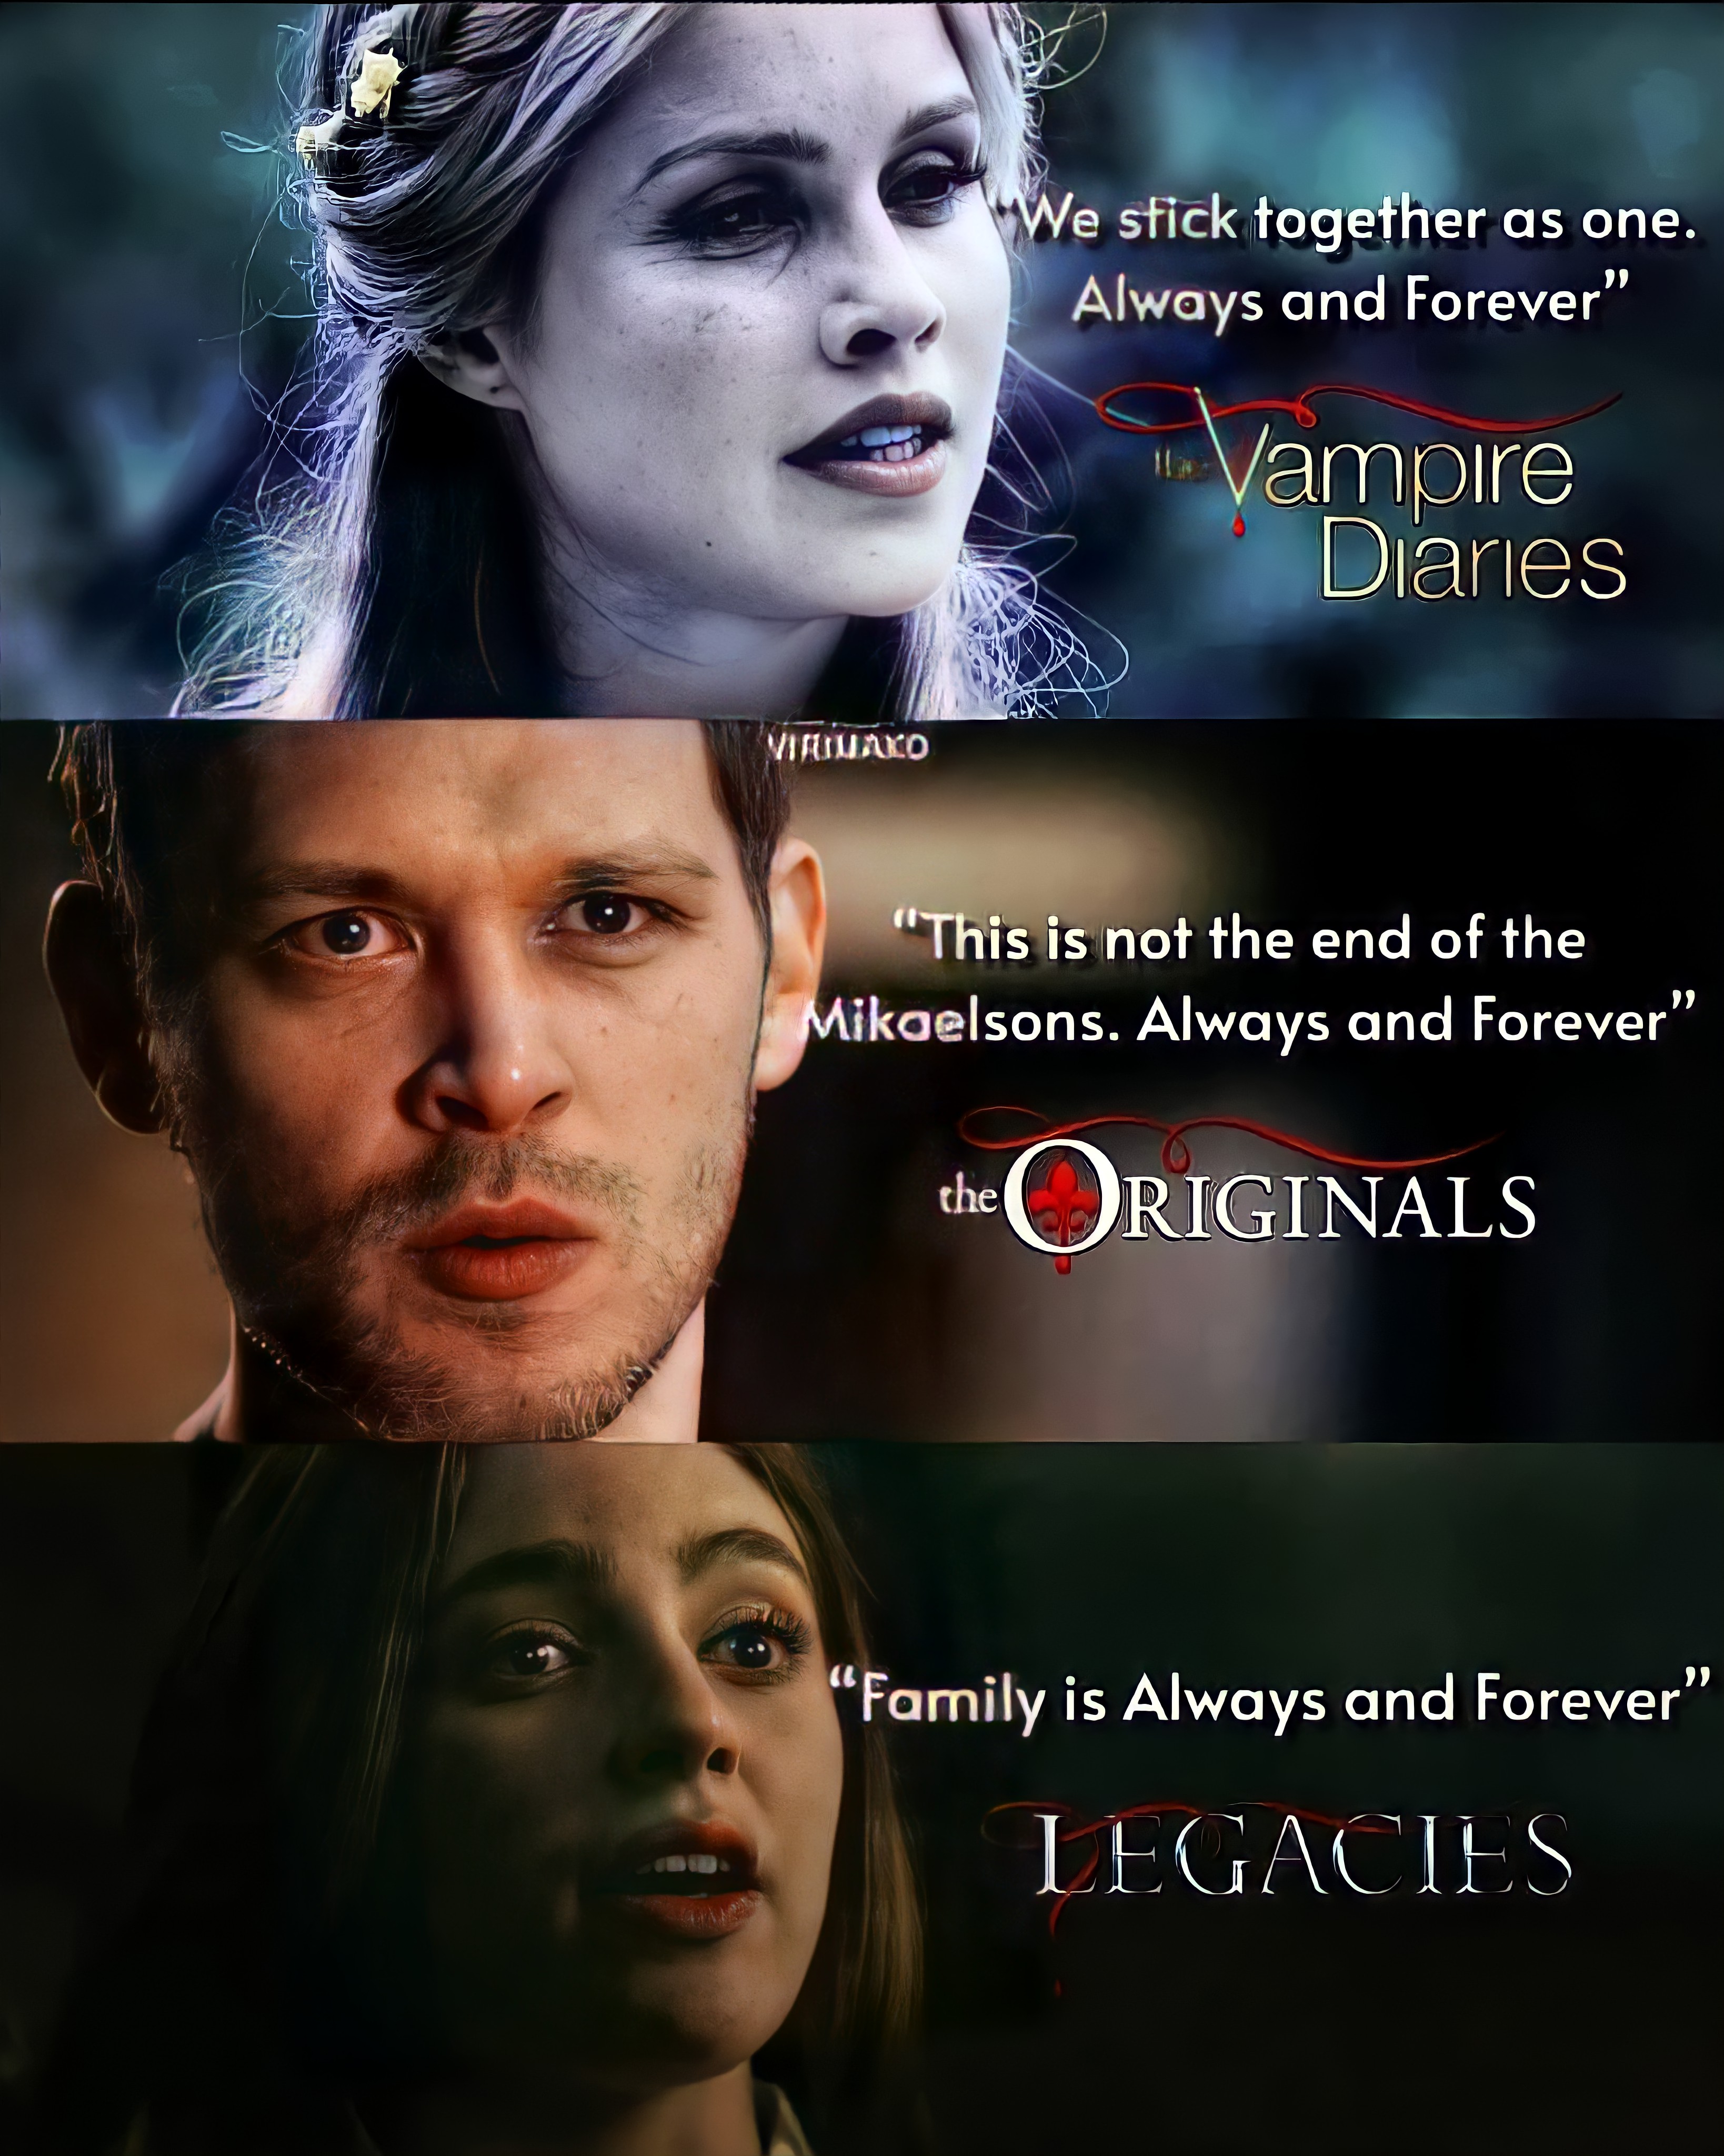 We stick together as one.
Always and Forever”
the Vampire
Diaries
“This is not the end of the
Mikaelsons. Always and Forever”
the ORIGINALS
“Family is Always and Forever”
LEGACIES